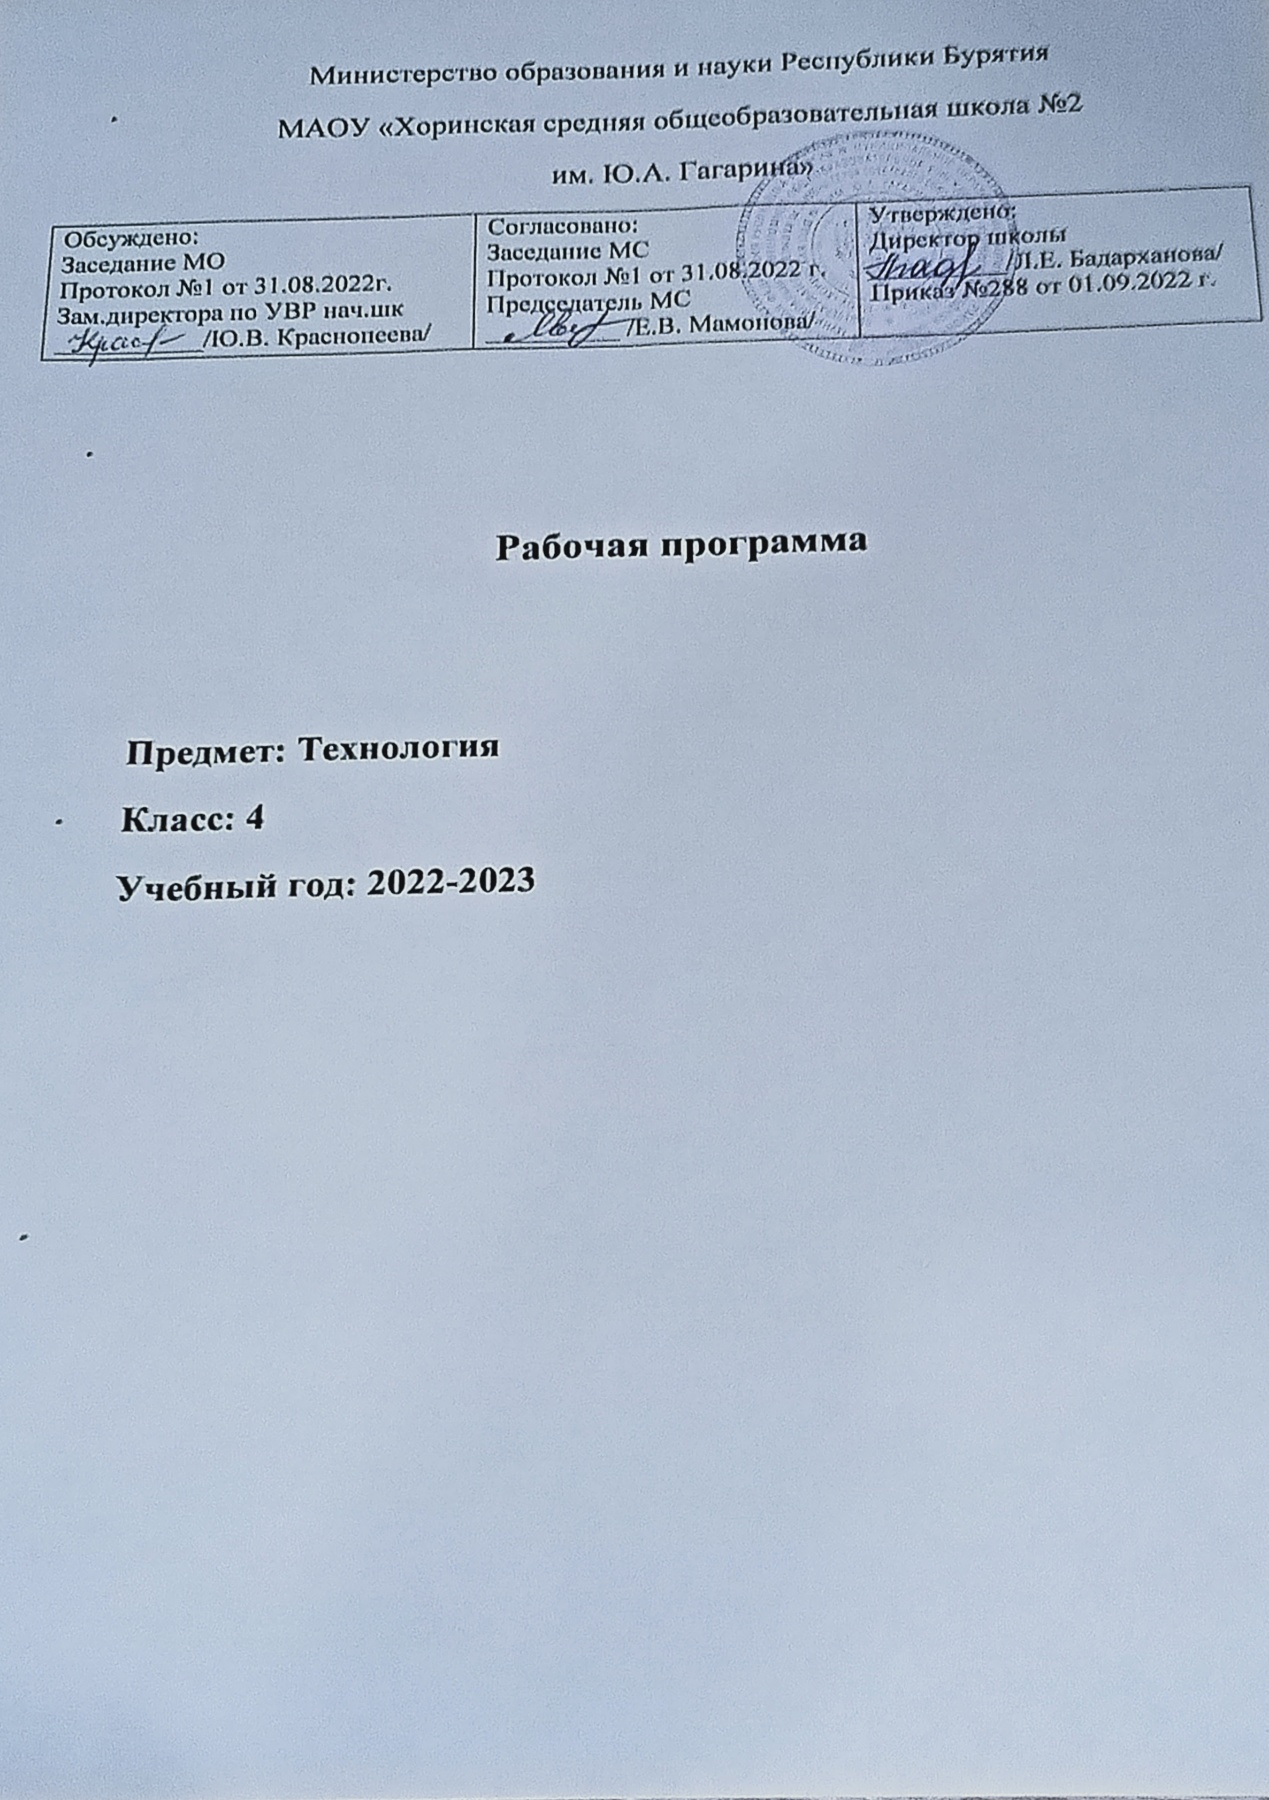 Министерство образования и науки Республики Бурятия
МАОУ «Хоринская средняя общеобразовательная школа №2
им. Ю.А. Гагарина»
Обсуждено:
Заседание МО
Протокол №1 от 31.08.2022г.
Зам.директора по УВР нач.шк
/Ю.В. Краснопеева/
Согласовано:
Заседание МС
Протокол №1 от 31.08.2022 г.
Председатель МС
/Е.В. Мамонова/
Утверждено:
Директор школы
/Л.Е. Бадарханова/
Приказ №288 от 01.09.2022 г.
Рабочая программа
Предмет: Технология
Класс: 4
Учебный год: 2022-2023